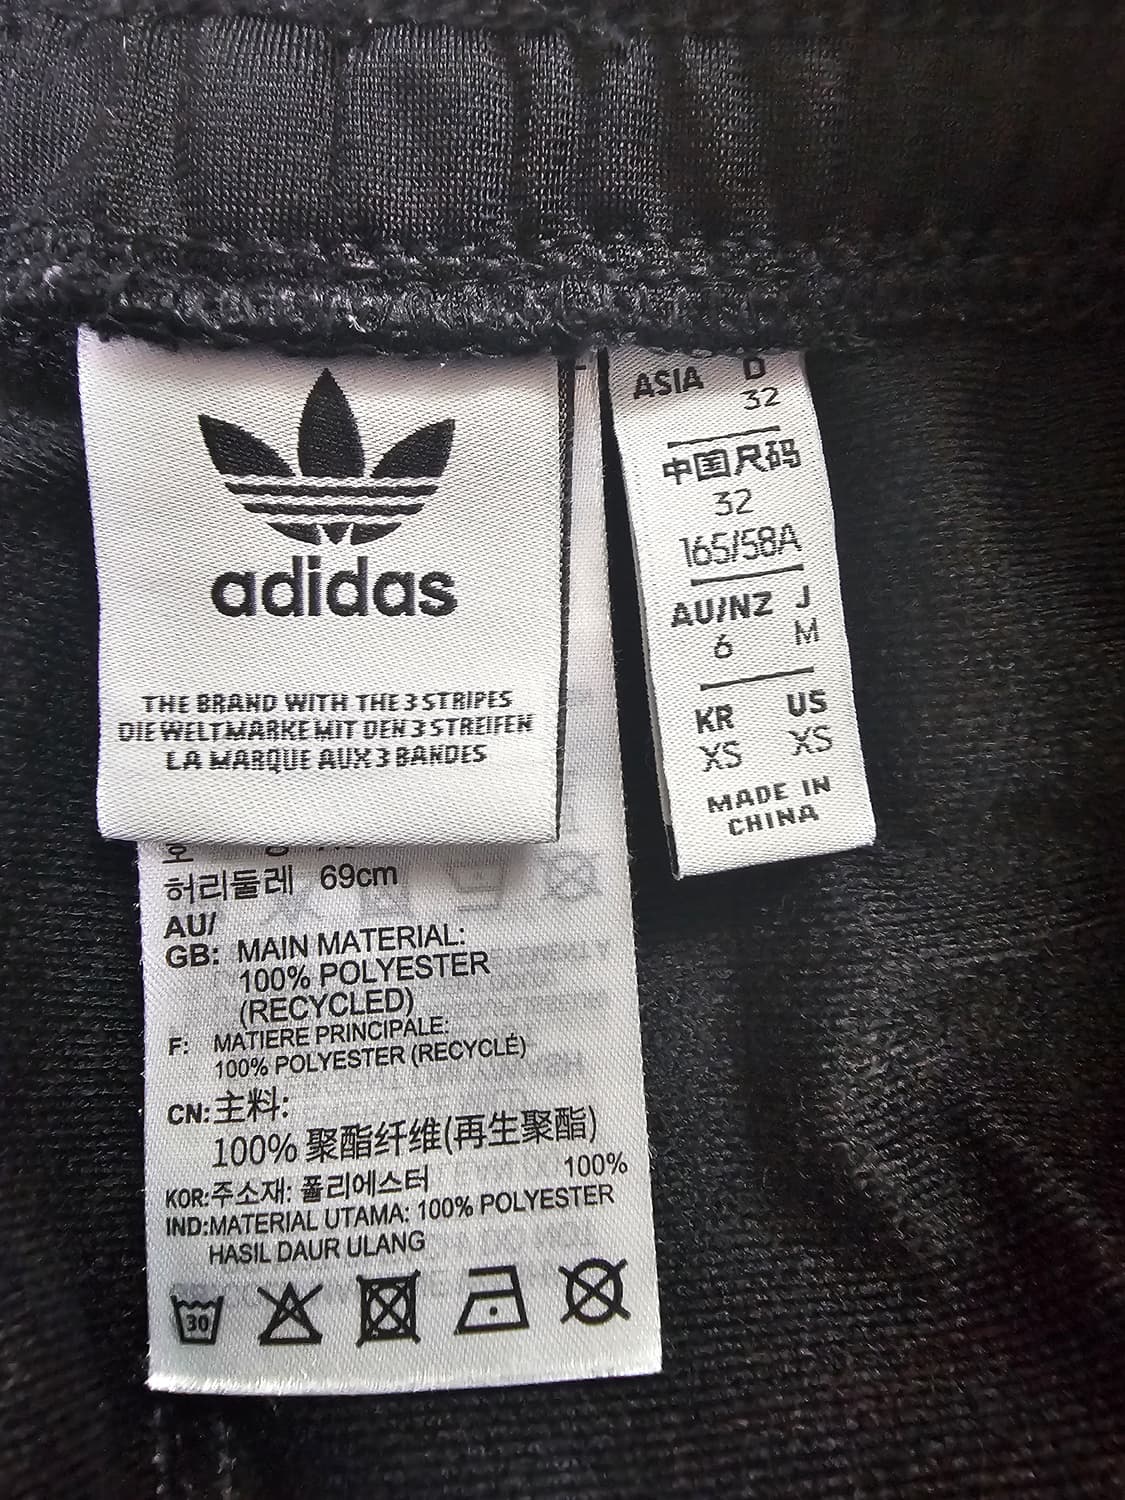 adidas
THE BRAND WITH THE 3 STRIPES
DIE WELTMARKE MIT DEN 3 STREIFEN
LA MARQUE AUX 3 BANDES
허리둘레 69cm
AU/
GB: MAIN MATERIAL:
100% POLYESTER
(RECYCLED)
F: MATIERE PRINCIPALE:
100% POLYESTER (RECYCLÉ)
CN: 主料:
100% 聚酯纤维(再生聚酯)
KOR: 주소재: 폴리에스터 100%
IND: MATERIAL UTAMA: 100% POLYESTER
HASIL DAUR ULANG
30
ASIA D
32
中国尺码
32
165/58A
AU/NZ J
6 M
KR US
XS XS
MADE IN
CHINA